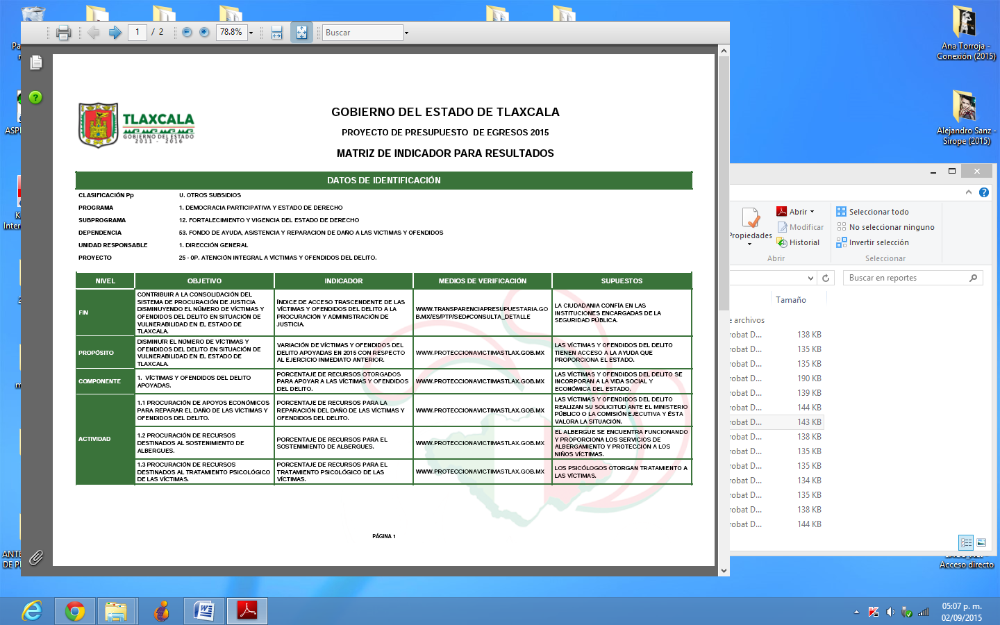 1 / 2
78.8%
Buscar
TLAXCALA
GOBIERNO DEL ESTADO
2011 - 2016
GOBIERNO DEL ESTADO DE TLAXCALA
PROYECTO DE PRESUPUESTO DE EGRESOS 2015
MATRIZ DE INDICADOR PARA RESULTADOS
DATOS DE IDENTIFICACIÓN
CLASIFICACIÓN Pp U. OTROS SUBSIDIOS
PROGRAMA 1. DEMOCRACIA PARTICIPATIVA Y ESTADO DE DERECHO
SUBPROGRAMA 12. FORTALECIMIENTO Y VIGENCIA DEL ESTADO DE DERECHO
DEPENDENCIA 53. FONDO DE AYUDA, ASISTENCIA Y REPARACION DE DAÑO A LAS VICTIMAS Y OFENDIDOS
UNIDAD RESPONSABLE 1. DIRECCIÓN GENERAL
PROYECTO 25 - 0P. ATENCIÓN INTEGRAL A VÍCTIMAS Y OFENDIDOS DEL DELITO.
NIVEL OBJETIVO INDICADOR MEDIOS DE VERIFICACIÓN SUPUESTOS
FIN
CONTRIBUIR A LA CONSOLIDACIÓN DEL
SISTEMA DE PROCURACIÓN DE JUSTICIA
DISMINUYENDO EL NÚMERO DE VÍCTIMAS Y
OFENDIDOS DEL DELITO EN SITUACIÓN DE
VULNERABILIDAD EN EL ESTADO DE
TLAXCALA.
ÍNDICE DE ACCESO TRASCENDENTE DE LAS
VÍCTIMAS Y OFENDIDOS DEL DELITO A LA
PROCURACIÓN Y ADMINISTRACIÓN DE
JUSTICIA.
WWW.TRANSPARENCIAPRESUPUESTARIA.GO
B.MX/ES/PTP/SED#CONSULTA_DETALLE
LA CIUDADANIA CONFÍA EN LAS
INSTITUCIONES ENCARGADAS DE LA
SEGURIDAD PÚBLICA.
PROPÓSITO
DISMINUÍR EL NÚMERO DE VÍCTIMAS Y
OFENDIDOS DEL DELITO EN SITUACIÓN DE
VULNERABILIDAD EN EL ESTADO DE
TLAXCALA.
VARIACIÓN DE VÍCTIMAS Y OFENDIDOS DEL
DELITO APOYADAS EN 2015 CON RESPECTO
AL EJERCICIO INMEDIATO ANTERIOR.
WWW.PROTECCIONAVICTIMASTLAX.GOB.MX
LAS VÍCTIMAS Y OFENDIDOS DEL DELITO
TIENEN ACCESO A LA AYUDA QUE
PROPORCIONA EL ESTADO.
COMPONENTE
1. VÍCTIMAS Y OFENDIDOS DEL DELITO
APOYADAS.
PORCENTAJE DE RECURSOS OTORGADOS
PARA APOYAR A LAS VÍCTIMAS Y OFENDIDOS
DEL DELITO.
WWW.PROTECCIONAVICTIMASTLAX.GOB.MX
LAS VÍCTIMAS Y OFENDIDOS DEL DELITO SE
INCORPORAN A LA VIDA SOCIAL Y
ECONÓMICA DEL ESTADO.
ACTIVIDAD
1.1 PROCURACIÓN DE APOYOS ECONÓMICOS
PARA REPARAR EL DAÑO DE LAS VÍCTIMAS Y
OFENDIDOS DEL DELITO.
PORCENTAJE DE RECURSOS PARA LA
REPARACIÓN DEL DAÑO DE LAS VÍCTIMAS Y
OFENDIDOS DEL DELITO.
WWW.PROTECCIONAVICTIMASTLAX.GOB.MX
LAS VÍCTIMAS Y OFENDIDOS DEL DELITO
REALIZAN SU SOLICITUD ANTE EL MINISTERIO
PÚBLICO O LA COMISIÓN EJECUTIVA Y ÉSTA
VALORA LA SITUACIÓN.
1.2 PROCURACIÓN DE RECURSOS
DESTINADOS AL SOSTENIMIENTO DE
ALBERGUES.
PORCENTAJE DE RECURSOS PARA EL
SOSTENIMIENTO DE ALBERGUES.
WWW.PROTECCIONAVICTIMASTLAX.GOB.MX
EL ALBERGUE SE ENCUENTRA FUNCIONANDO
Y PROPORCIONA LOS SERVICIOS DE
ALBERGAMIENTO Y PROTECCIÓN A LOS
NIÑOS VÍCTIMAS.
1.3 PROCURACIÓN DE RECURSOS
DESTINADOS AL TRATAMIENTO PSICOLÓGICO
DE LAS VÍCTIMAS.
PORCENTAJE DE RECURSOS PARA EL
TRATAMIENTO PSICOLÓGICO DE LAS
VÍCTIMAS.
WWW.PROTECCIONAVICTIMASTLAX.GOB.MX
LOS PSICÓLOGOS OTORGAN TRATAMIENTO A
LAS VÍCTIMAS.
PÁGINA 1
Ana Torroja -
Conexión (2015)
Alejandro Sanz -
Sirope (2015)
Propiedades
Abrir
Modificar
Historial
Abrir
Seleccionar todo
No seleccionar ninguno
Invertir selección
Seleccionar
Buscar en reportes
Tamaño
e archivos
robat D... 138 KB
robat D... 135 KB
robat D... 135 KB
robat D... 190 KB
robat D... 139 KB
robat D... 144 KB
robat D... 143 KB
robat D... 138 KB
robat D... 135 KB
robat D... 135 KB
robat D... 134 KB
robat D... 135 KB
robat D... 138 KB
robat D... 144 KB
Acceso directo
05:07 p. m.
02/09/2015